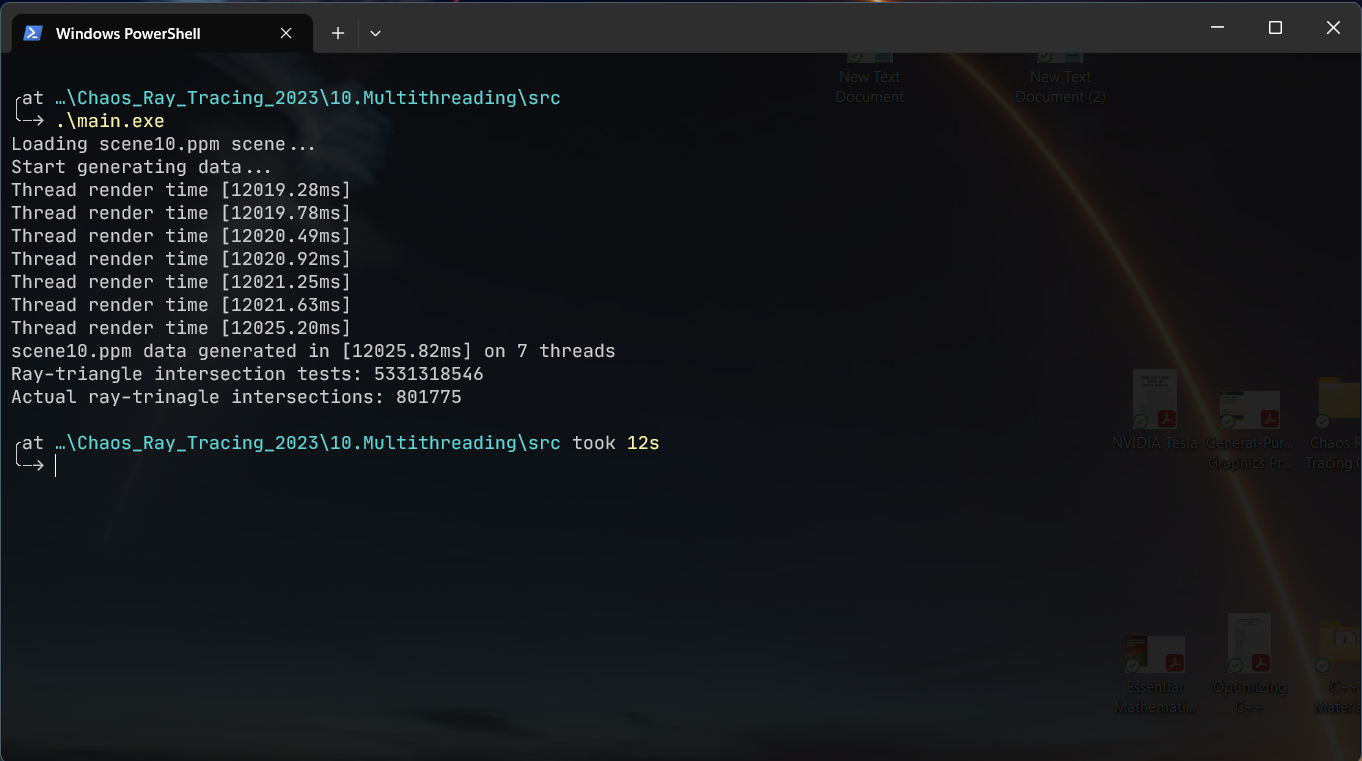 Windows PowerShell
New Text
Document
New Text
Document (2)
at …\Chaos_Ray_Tracing_2023\10.Multithreading\src
.\main.exe
Loading scene10.ppm scene...
Start generating data...
Thread render time [12019.28ms]
Thread render time [12019.78ms]
Thread render time [12020.49ms]
Thread render time [12020.92ms]
Thread render time [12021.25ms]
Thread render time [12021.63ms]
Thread render time [12025.20ms]
scene10.ppm data generated in [12025.82ms] on 7 threads
Ray-triangle intersection tests: 5331318546
Actual ray-trinagle intersections: 801775
at …\Chaos_Ray_Tracing_2023\10.Multithreading\src took 12s
NVIDIA Tesla
General-Pur...
Graphics Pr...
Chaos R
Tracing
Essential
Mathemati...
Optimizing
C++
C++
Materia